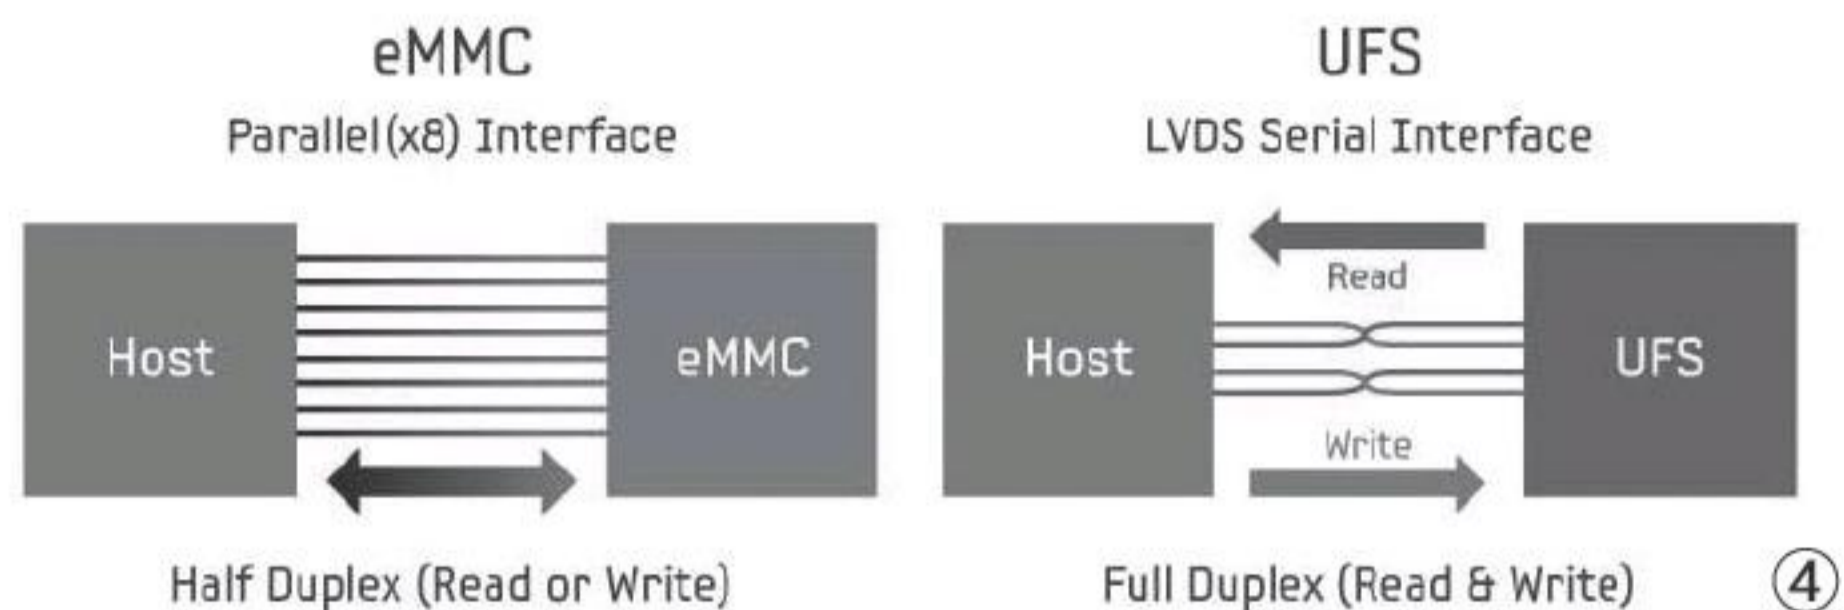 eMMC
Parallel(x8) Interface
Host
eMMC
Half Duplex (Read or Write)
UFS
LVDS Serial Interface
Read
Host
UFS
Write
Full Duplex (Read & Write)
④